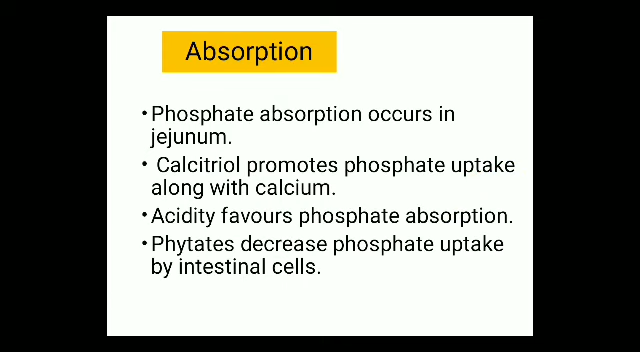 Absorption
•Phosphate absorption occurs in
jejunum.
• Calcitriol promotes phosphate uptake
along with calcium.
•Acidity favours phosphate absorption.
•Phytates decrease phosphate uptake
by intestinal cells.